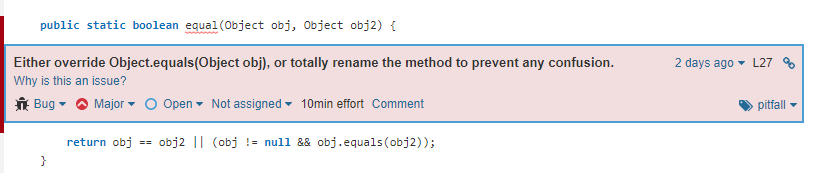 public static boolean equal(Object obj, Object obj2) {
Either override Object.equals(Object obj), or totally rename the method to prevent any confusion. 2 days ago L27
Why is this an issue?
Bug Major Open Not assigned 10min effort Comment pitfall
return obj == obj2 || (obj != null && obj.equals(obj2));
}